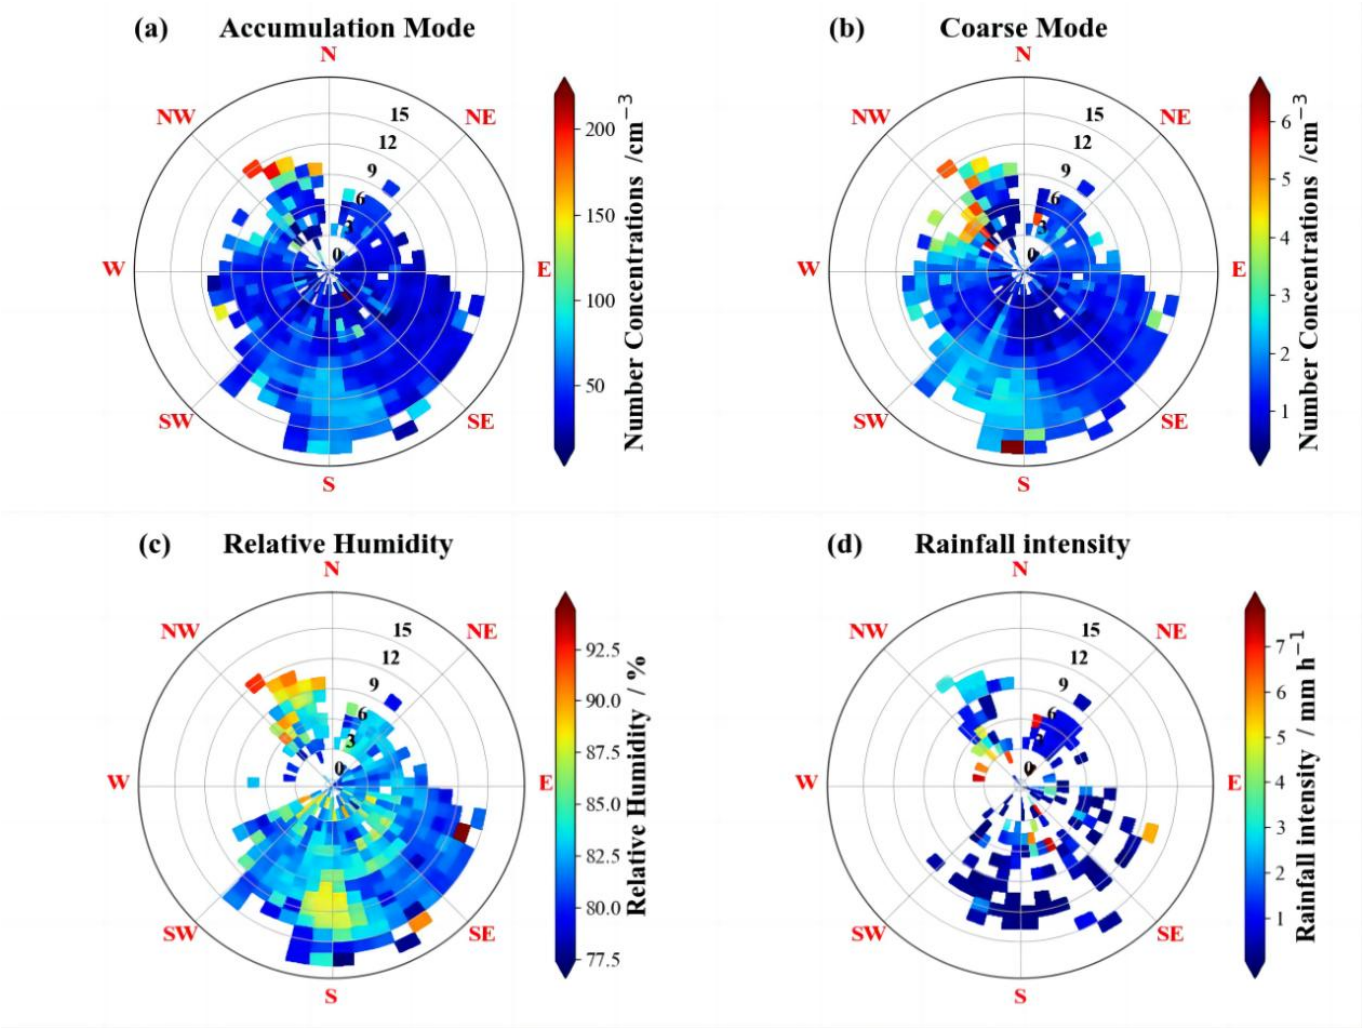 (a) Accumulation Mode
N
NW
NE
15
12
9
6
3
0
W
E
SW
SE
S
200
150
100
50
Number Concentrations /cm⁻³
(b) Coarse Mode
N
NW
NE
15
12
9
6
3
0
W
E
SW
SE
S
6
5
4
3
2
1
Number Concentrations /cm⁻³
(c) Relative Humidity
N
NW
NE
15
12
9
6
3
0
W
E
SW
SE
S
92.5
90.0
87.5
85.0
82.5
80.0
77.5
Relative Humidity / %
(d) Rainfall intensity
N
NW
NE
15
12
9
6
0
W
E
SW
SE
S
7
6
5
4
3
2
1
Rainfall intensity / mm h⁻¹